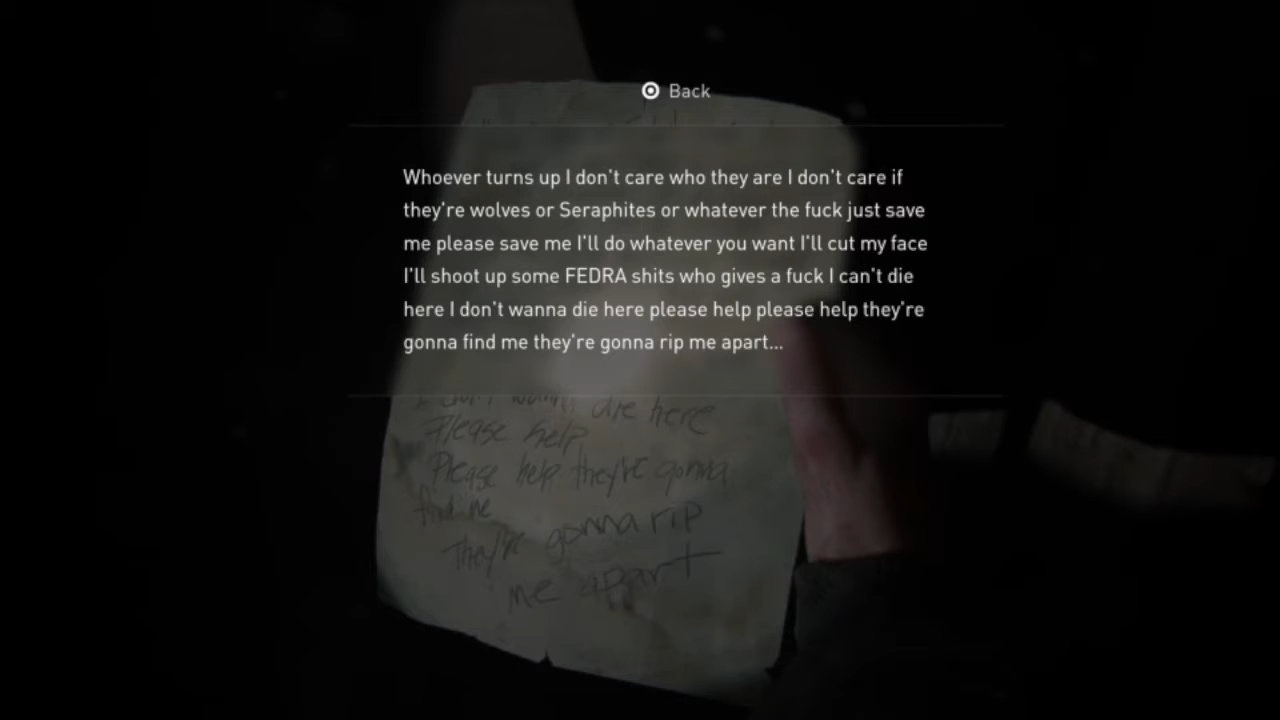 Back
Whoever turns up I don't care who they are I don't care if
they're wolves or Seraphites or whatever the fuck just save
me please save me I'll do whatever you want I'll cut my face
I'll shoot up some FEDRA shits who gives a fuck I can't die
here I don't wanna die here please help please help they're
gonna find me they're gonna rip me apart...
I don't wanna die here
Please help
Please help they're gonna
find me
They're gonna rip
me apart